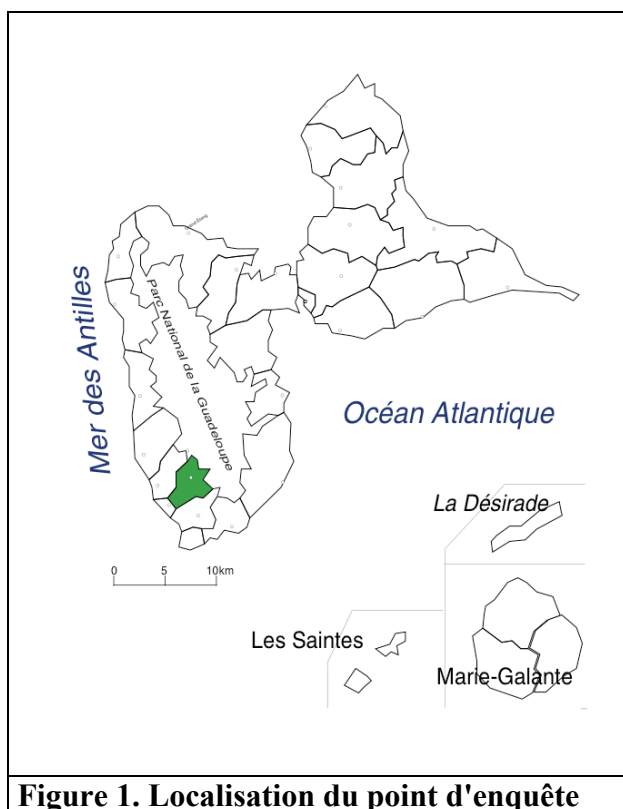 Mer des Antilles
Parc National de la Guadeloupe
Océan Atlantique
La Désirade
0 5 10km
Les Saintes
Marie-Galante
Figure 1. Localisation du point d'enquête